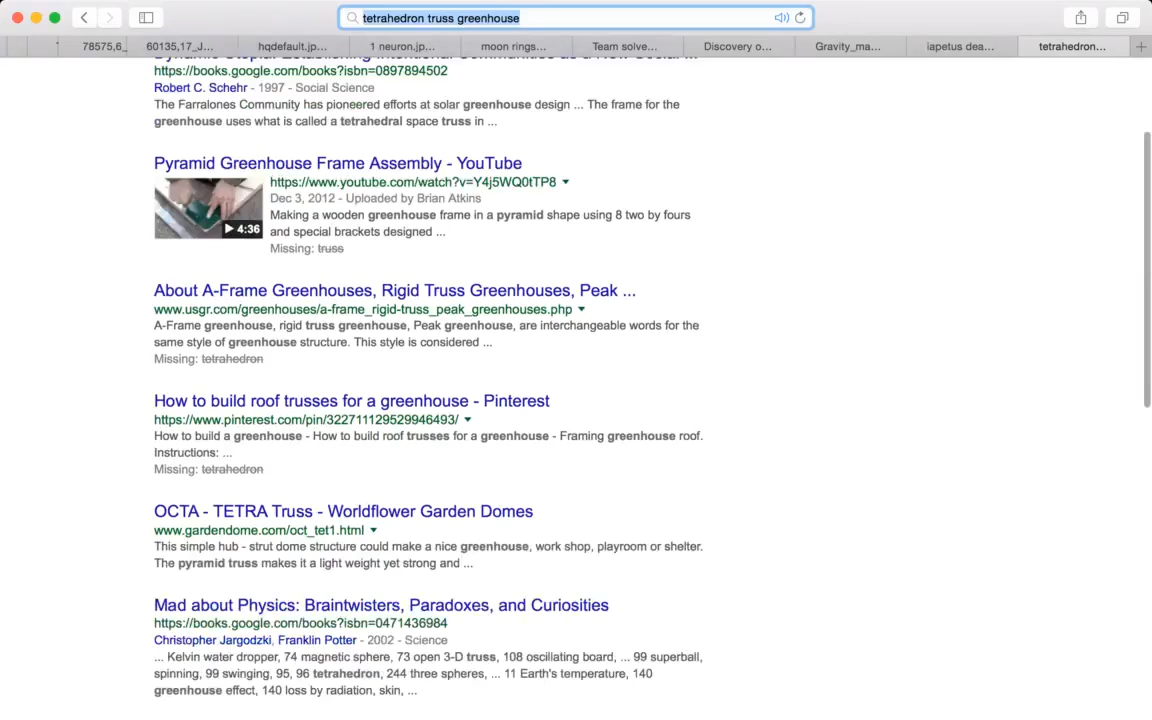 tetrahedron truss greenhouse
78575,6_
60135,17_J...
hqdefault.jp...
1 neuron.jp...
moon rings...
Team solve...
Discovery o...
Gravity_ma...
iapetus dea...
tetrahedron...
https://books.google.com/books?isbn=0897894502
Robert C. Schehr - 1997 - Social Science
The Farralones Community has pioneered efforts at solar greenhouse design ... The frame for the
greenhouse uses what is called a tetrahedral space truss in ...
Pyramid Greenhouse Frame Assembly - YouTube
https://www.youtube.com/watch?v=Y4j5WQ0tTP8
Dec 3, 2012 - Uploaded by Brian Atkins
Making a wooden greenhouse frame in a pyramid shape using 8 two by fours
and special brackets designed ...
4:36
Missing: truss
About A-Frame Greenhouses, Rigid Truss Greenhouses, Peak ...
www.usgr.com/greenhouses/a-frame_rigid-truss_peak_greenhouses.php
A-Frame greenhouse, rigid truss greenhouse, Peak greenhouse, are interchangeable words for the
same style of greenhouse structure. This style is considered ...
Missing: tetrahedron
How to build roof trusses for a greenhouse - Pinterest
https://www.pinterest.com/pin/322711129529946493/
How to build a greenhouse - How to build roof trusses for a greenhouse - Framing greenhouse roof.
Instructions: ...
Missing: tetrahedron
OCTA - TETRA Truss - Worldflower Garden Domes
www.gardendome.com/oct_tet1.html
This simple hub - strut dome structure could make a nice greenhouse, work shop, playroom or shelter.
The pyramid truss makes it a light weight yet strong and ...
Mad about Physics: Braintwisters, Paradoxes, and Curiosities
https://books.google.com/books?isbn=0471436984
Christopher Jargodzki, Franklin Potter - 2002 - Science
... Kelvin water dropper, 74 magnetic sphere, 73 open 3-D truss, 108 oscillating board, ... 99 superball,
spinning, 99 swinging, 95, 96 tetrahedron, 244 three spheres, ... 11 Earth's temperature, 140
greenhouse effect, 140 loss by radiation, skin, ...